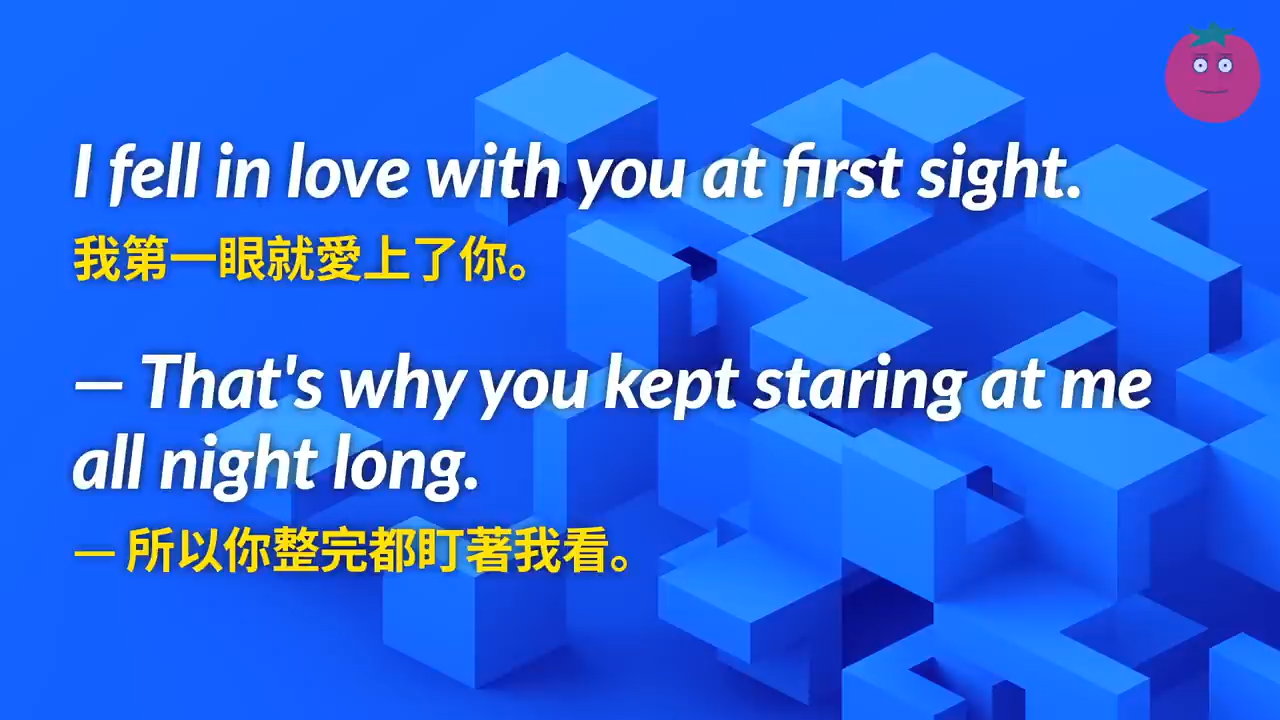 I fell in love with you at first sight.
我第一眼就愛上了你。
— That's why you kept staring at me
all night long.
— 所以你整完都盯著我看。